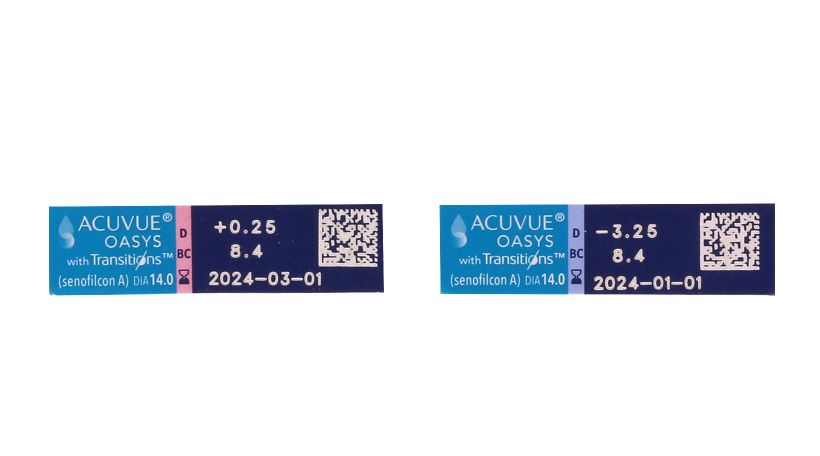 ACUVUE®
OASYS
with Transitions™
(senofilcon A) DIA 14.0
D +0.25
BC 8.4
2024-03-01
ACUVUE®
OASYS
with Transitions™
(senofilcon A) DIA 14.0
D -3.25
BC 8.4
2024-01-01